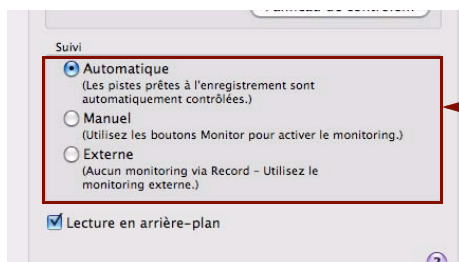 Suivi
Automatique
(Les pistes prêtes à l'enregistrement sont
automatiquement contrôlées.)
Manuel
(Utilisez les boutons Monitor pour activer le monitoring.)
Externe
(Aucun monitoring via Record – Utilisez le
monitoring externe.)
Lecture en arrière-plan
?